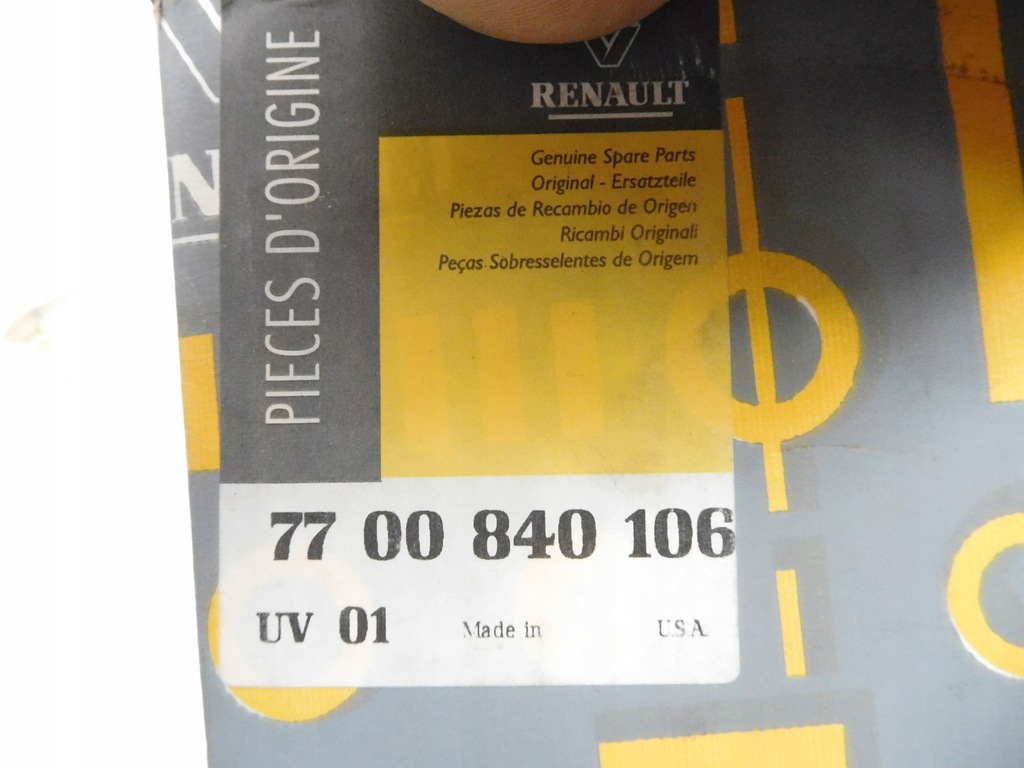 PIECES D'ORIGINE
RENAULT
Genuine Spare Parts
Original - Ersatzteile
Piezas de Recambio de Origen
Ricambi Originali
Peças Sobresselentes de Origem
77 00 840 106
UV 01 Made in U.S.A.
N